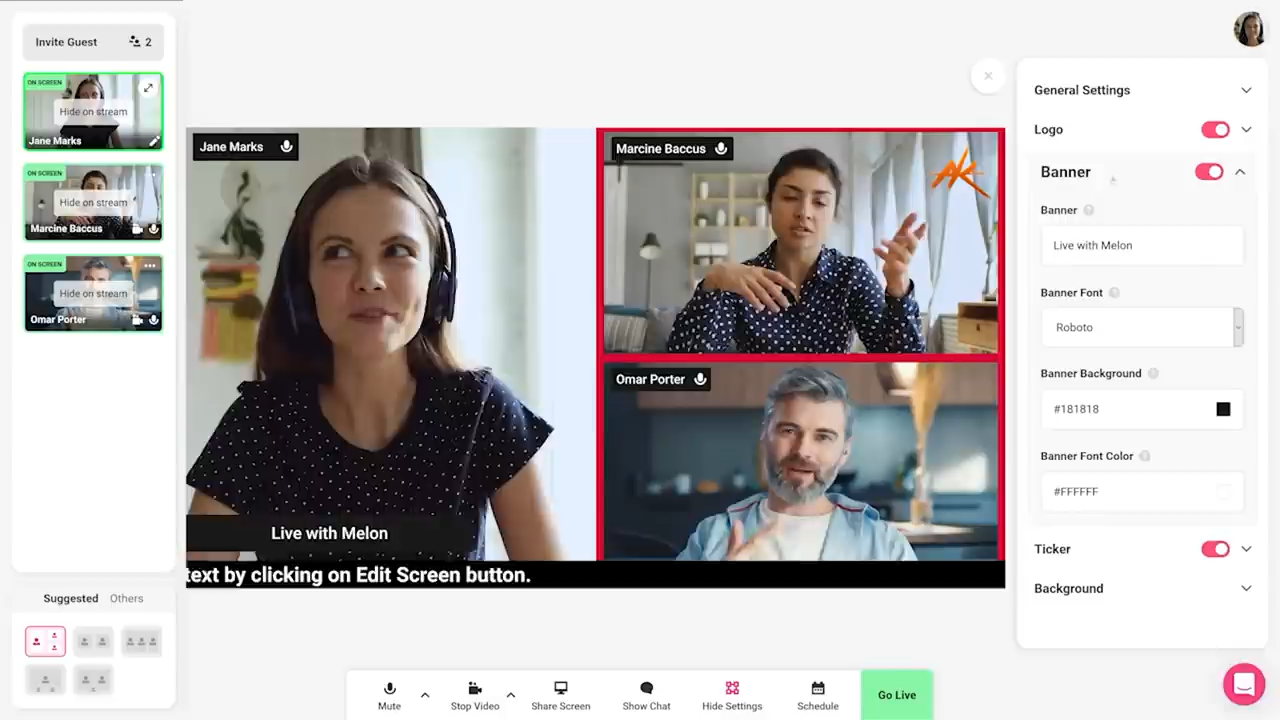 Invite Guest 2
ON SCREEN
Hide on stream
Jane Marks
ON SCREEN
Hide on stream
Marcine Baccus
ON SCREEN
Hide on stream
Omar Porter
Suggested Others
Jane Marks
Marcine Baccus
AK
Omar Porter
Live with Melon
text by clicking on Edit Screen button.
General Settings
Logo
Banner
Banner
Live with Melon
Banner Font
Roboto
Banner Background
#181818
Banner Font Color
#FFFFFF
Ticker
Background
Mute
Stop Video
Share Screen
Show Chat
Hide Settings
Schedule
Go Live